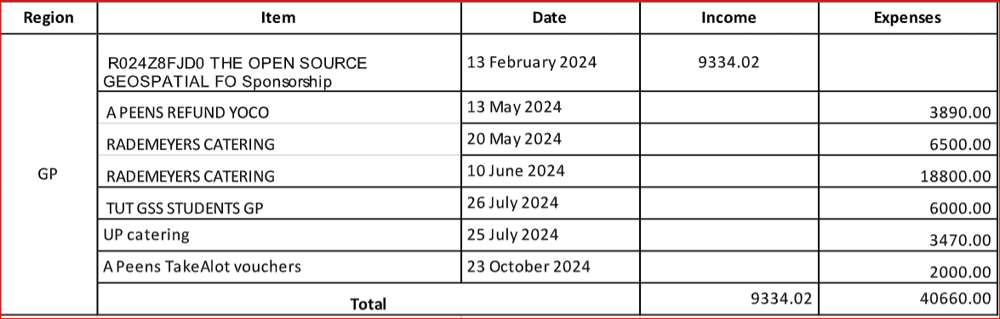 Region Item Date Income Expenses
R024Z8FJD0 THE OPEN SOURCE
GEOSPATIAL FO Sponsorship 13 February 2024 9334.02
A PEENS REFUND YOCO 13 May 2024 3890.00
RADEMEYERS CATERING 20 May 2024 6500.00
GP RADEMEYERS CATERING 10 June 2024 18800.00
TUT GSS STUDENTS GP 26 July 2024 6000.00
UP catering 25 July 2024 3470.00
A Peens TakeAlot vouchers 23 October 2024 2000.00
Total 9334.02 40660.00